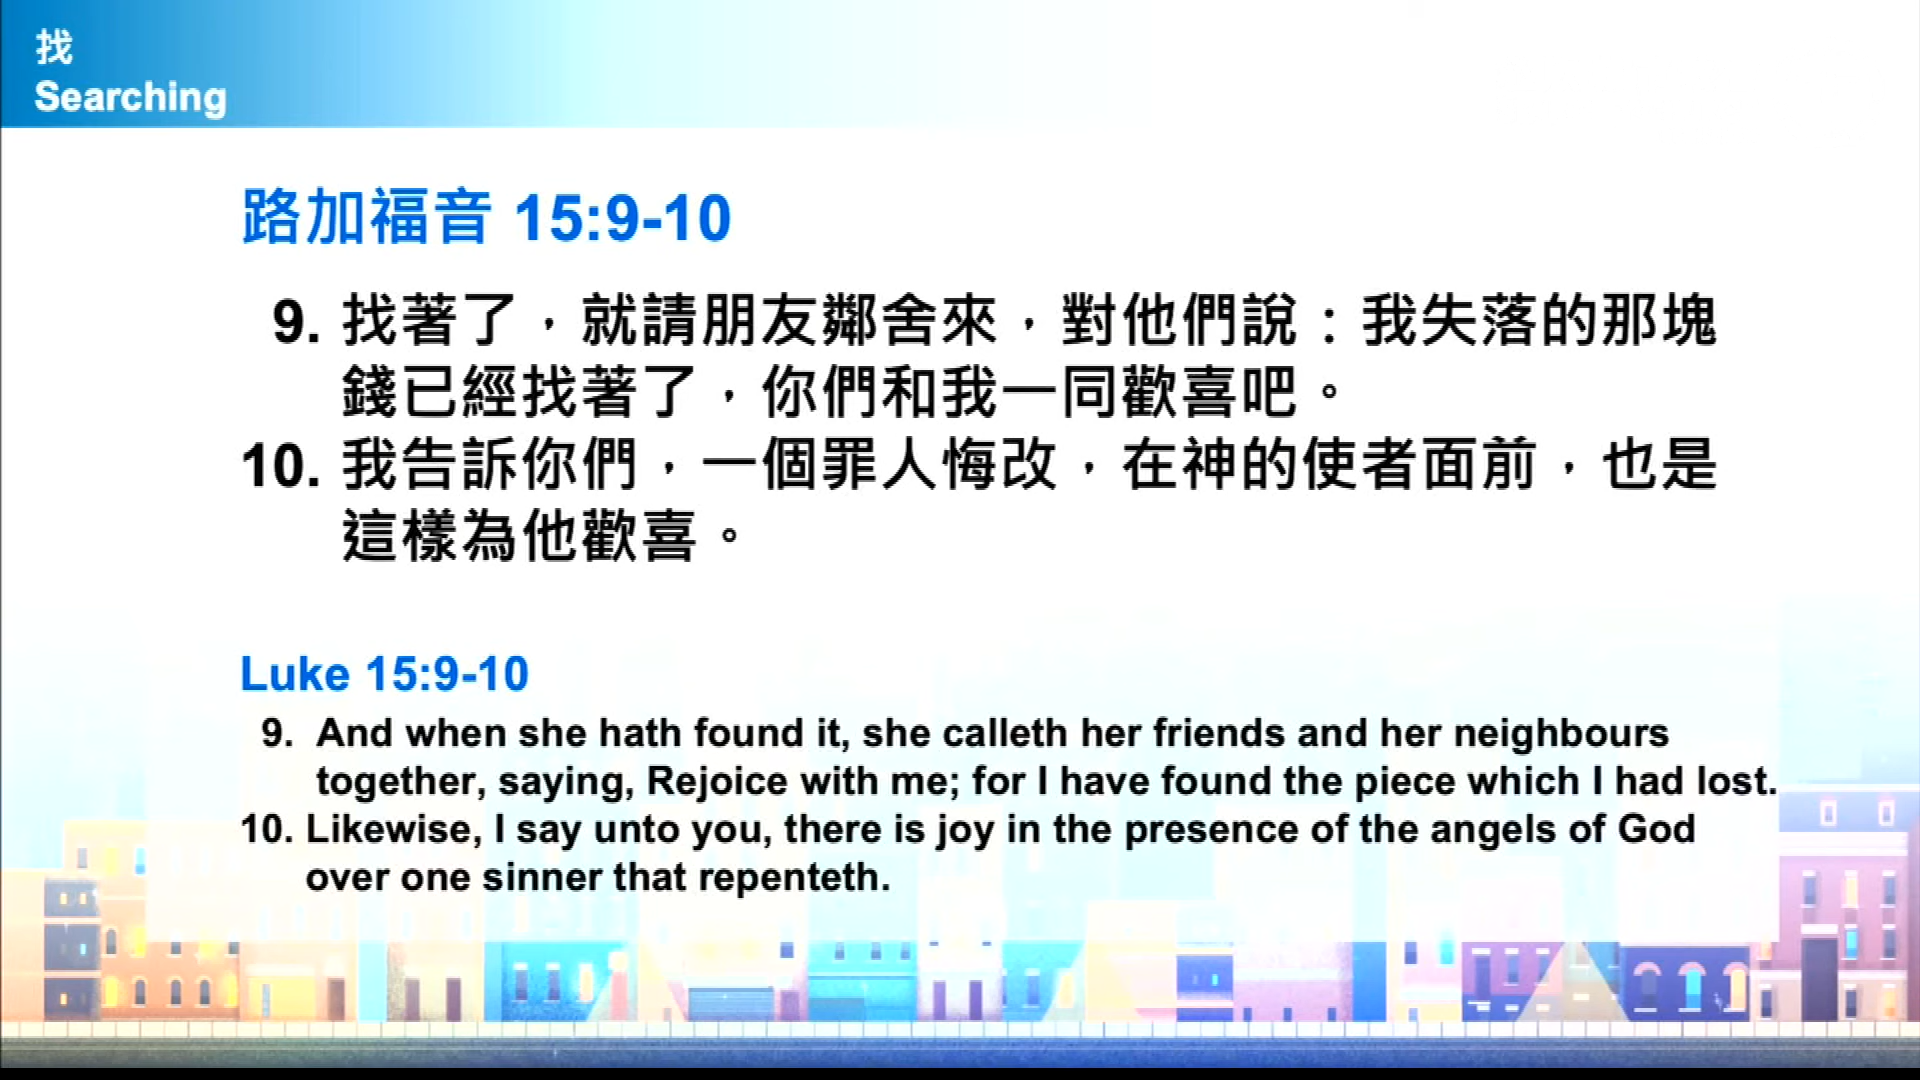 找
Searching
路加福音 15:9-10
9. 找著了，就請朋友鄰舍來，對他們說：我失落的那塊
錢已經找著了，你們和我一同歡喜吧。
10. 我告訴你們，一個罪人悔改，在神的使者面前，也是
這樣為他歡喜。
Luke 15:9-10
9. And when she hath found it, she calleth her friends and her neighbours
together, saying, Rejoice with me; for I have found the piece which I had lost.
10. Likewise, I say unto you, there is joy in the presence of the angels of God
over one sinner that repenteth.